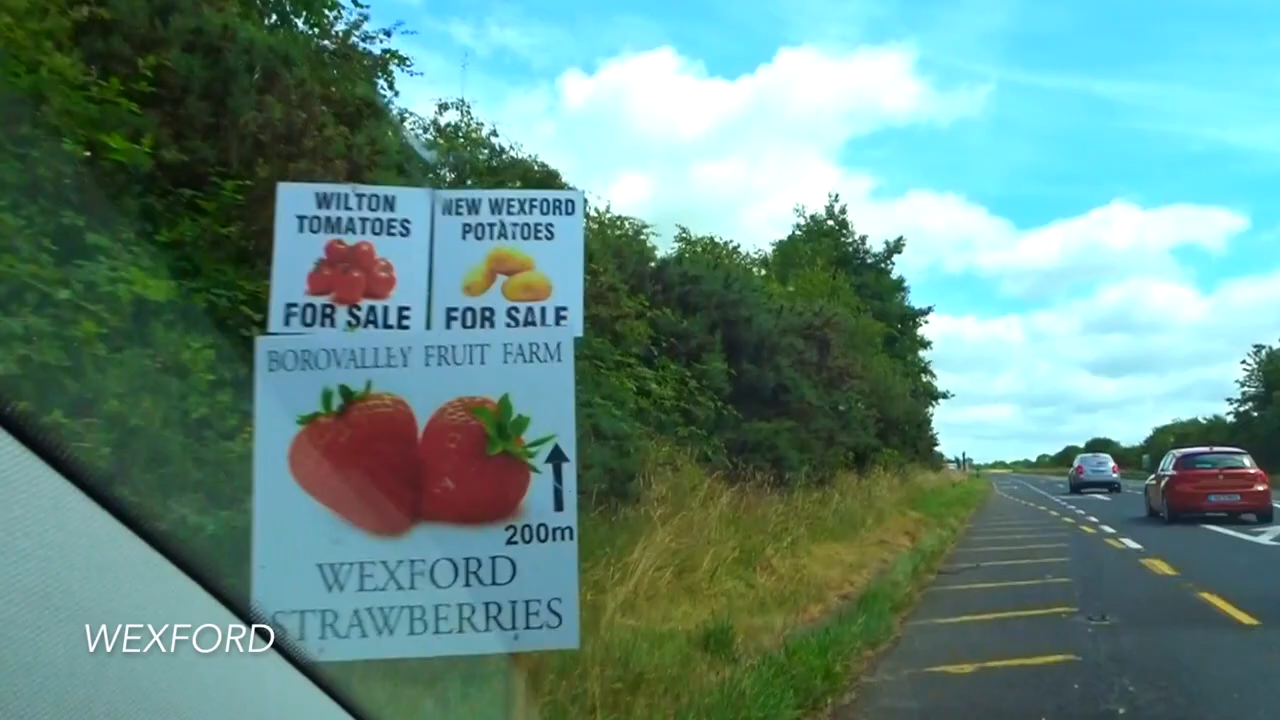 WILTON
TOMATOES
FOR SALE
NEW WEXFORD
POTATOES
FOR SALE
BOROVALLEY FRUIT FARM
200m
WEXFORD
STRAWBERRIES
WEXFORD